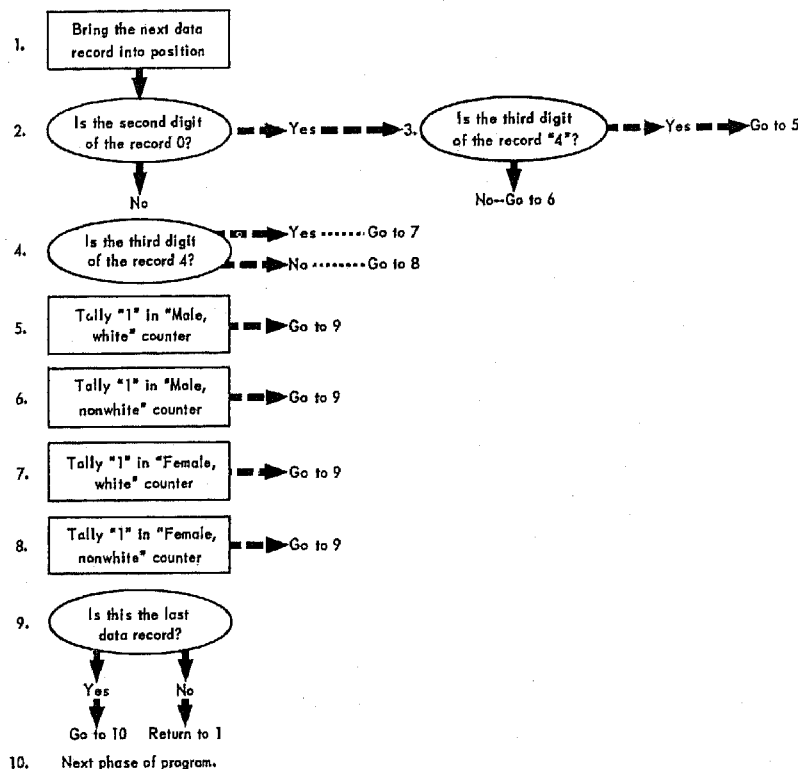 1.
Bring the next data
record into position
2.
Is the second digit
of the record 0?
Yes
3.
Is the third digit
of the record "4"?
Yes
Go to 5
No
No--Go to 6
4.
Is the third digit
of the record 4?
Yes
Go to 7
No
Go to 8
5.
Tally "1" in "Male,
white" counter
Go to 9
6.
Tally "1" in "Male,
nonwhite" counter
Go to 9
7.
Tally "1" in "Female,
white" counter
Go to 9
8.
Tally "1" in "Female,
nonwhite" counter
Go to 9
9.
Is this the last
data record?
Yes
No
Go to 10
Return to 1
10.
Next phase of program.